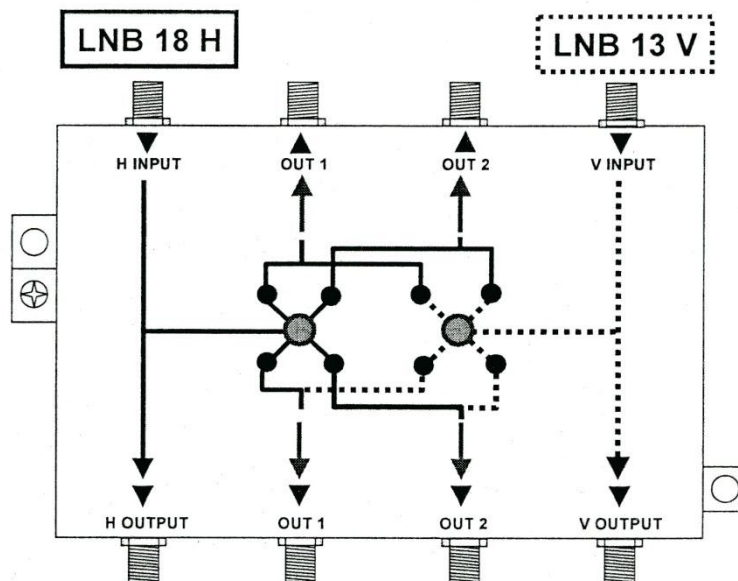 LNB 18 H LNB 13 V
H INPUT OUT 1 OUT 2 V INPUT
H OUTPUT OUT 1 OUT 2 V OUTPUT